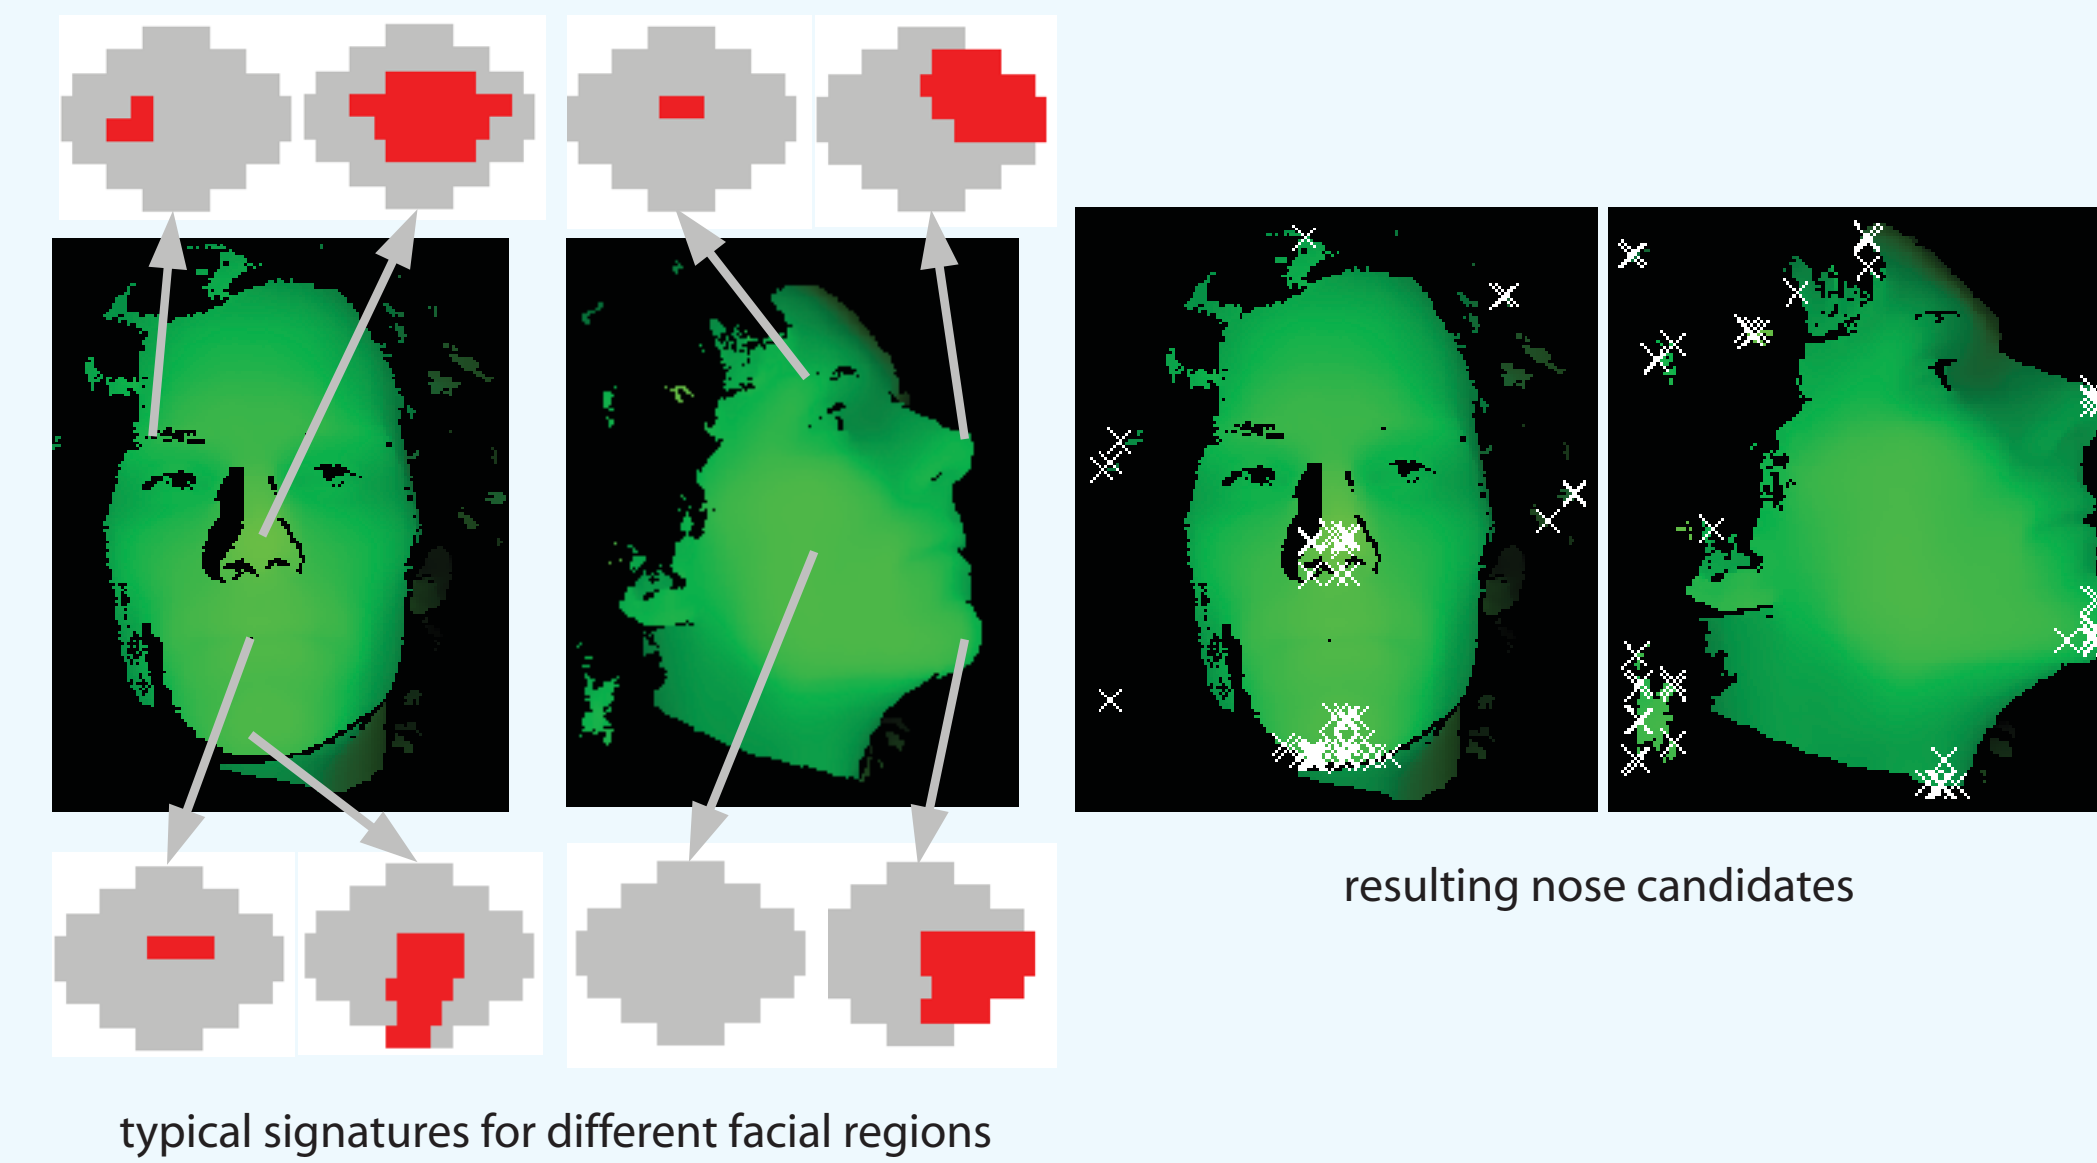 resulting nose candidates
typical signatures for different facial regions